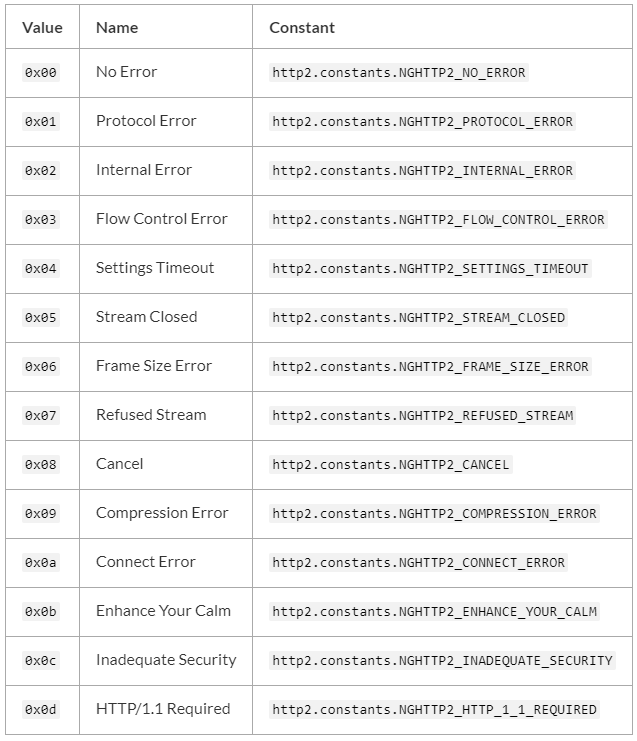 Value Name Constant
0x00 No Error http2.constants.NGHTTP2_NO_ERROR
0x01 Protocol Error http2.constants.NGHTTP2_PROTOCOL_ERROR
0x02 Internal Error http2.constants.NGHTTP2_INTERNAL_ERROR
0x03 Flow Control Error http2.constants.NGHTTP2_FLOW_CONTROL_ERROR
0x04 Settings Timeout http2.constants.NGHTTP2_SETTINGS_TIMEOUT
0x05 Stream Closed http2.constants.NGHTTP2_STREAM_CLOSED
0x06 Frame Size Error http2.constants.NGHTTP2_FRAME_SIZE_ERROR
0x07 Refused Stream http2.constants.NGHTTP2_REFUSED_STREAM
0x08 Cancel http2.constants.NGHTTP2_CANCEL
0x09 Compression Error http2.constants.NGHTTP2_COMPRESSION_ERROR
0x0a Connect Error http2.constants.NGHTTP2_CONNECT_ERROR
0x0b Enhance Your Calm http2.constants.NGHTTP2_ENHANCE_YOUR_CALM
0x0c Inadequate Security http2.constants.NGHTTP2_INADEQUATE_SECURITY
0x0d HTTP/1.1 Required http2.constants.NGHTTP2_HTTP_1_1_REQUIRED